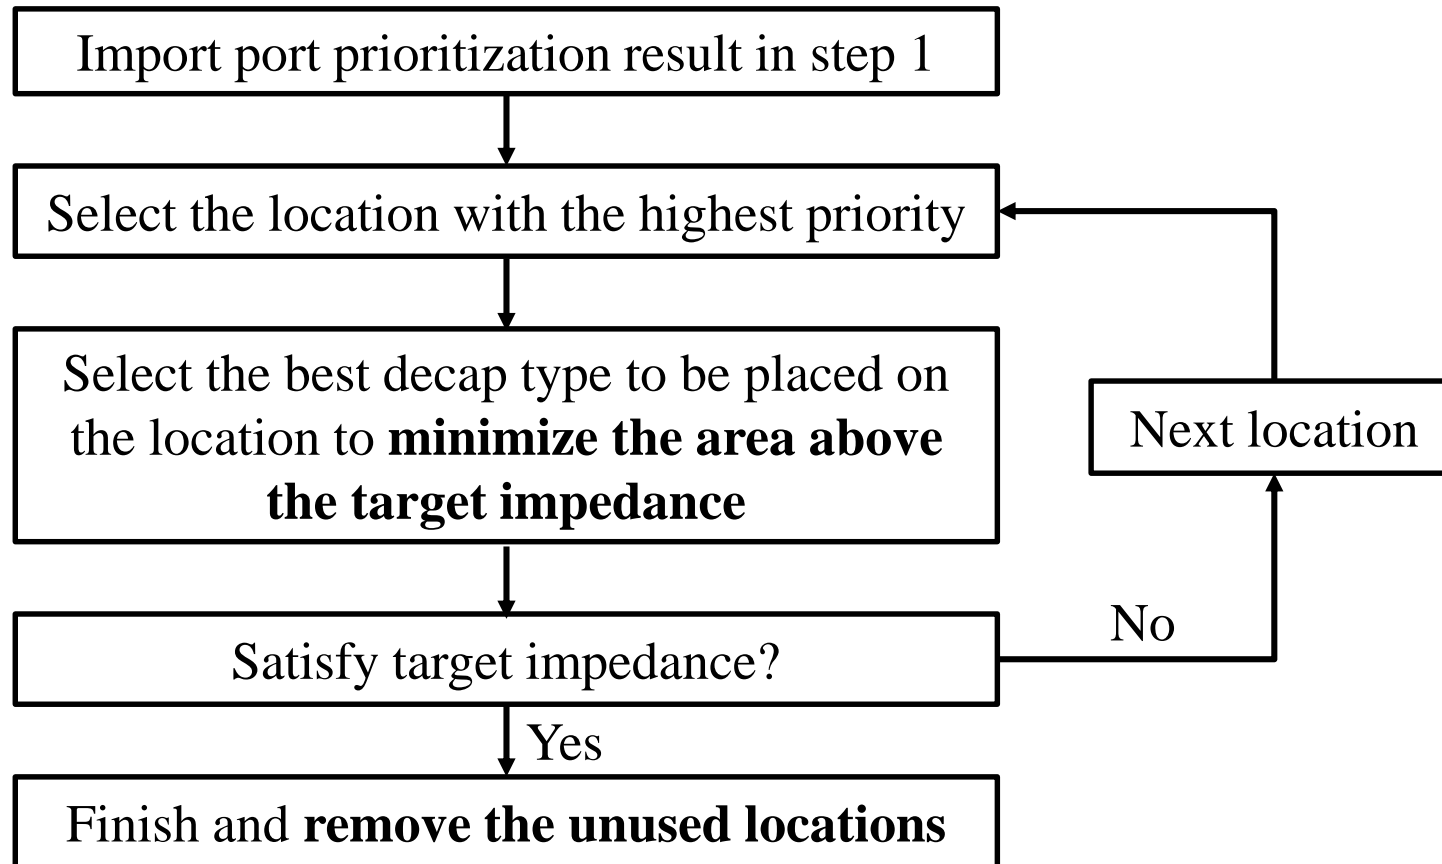 Import port prioritization result in step 1
Select the location with the highest priority
Select the best decap type to be placed on
the location to minimize the area above
the target impedance
Next location
Satisfy target impedance?
No
Yes
Finish and remove the unused locations